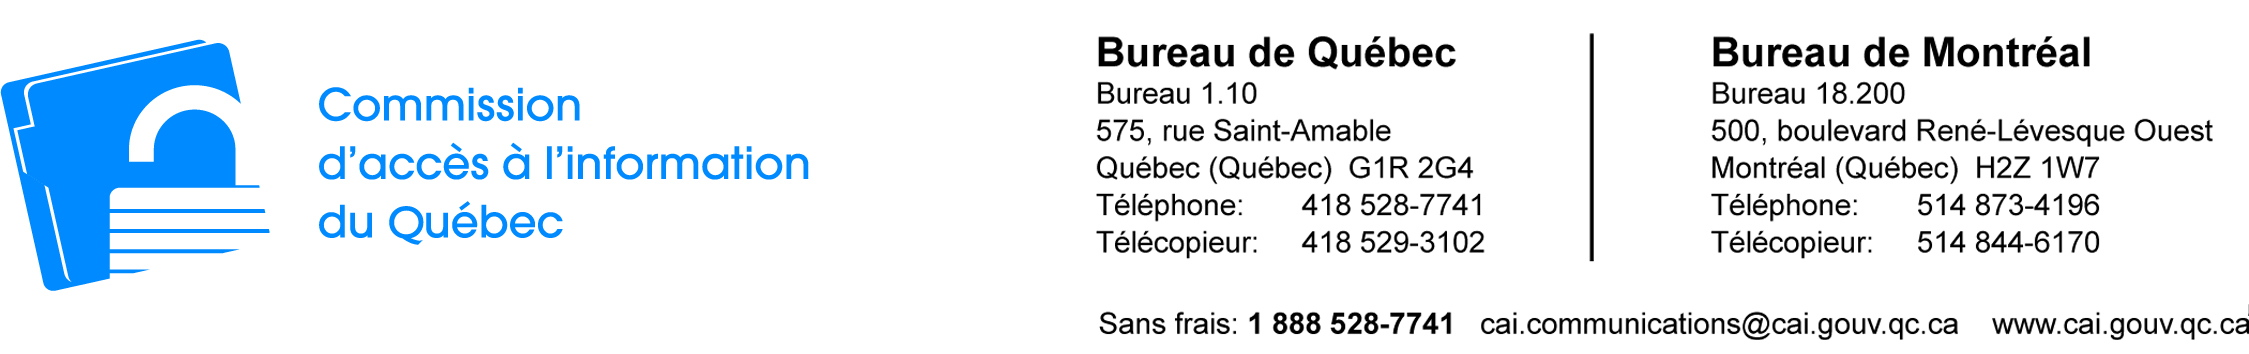 Commission
d'accès à l'information
du Québec
Bureau de Québec
Bureau 1.10
575, rue Saint-Amable
Québec (Québec) G1R 2G4
Téléphone: 418 528-7741
Télécopieur: 418 529-3102
Bureau de Montréal
Bureau 18.200
500, boulevard René-Lévesque Ouest
Montréal (Québec) H2Z 1W7
Téléphone: 514 873-4196
Télécopieur: 514 844-6170
Sans frais: 1 888 528-7741 cai.communications@cai.gouv.qc.ca www.cai.gouv.qc.ca